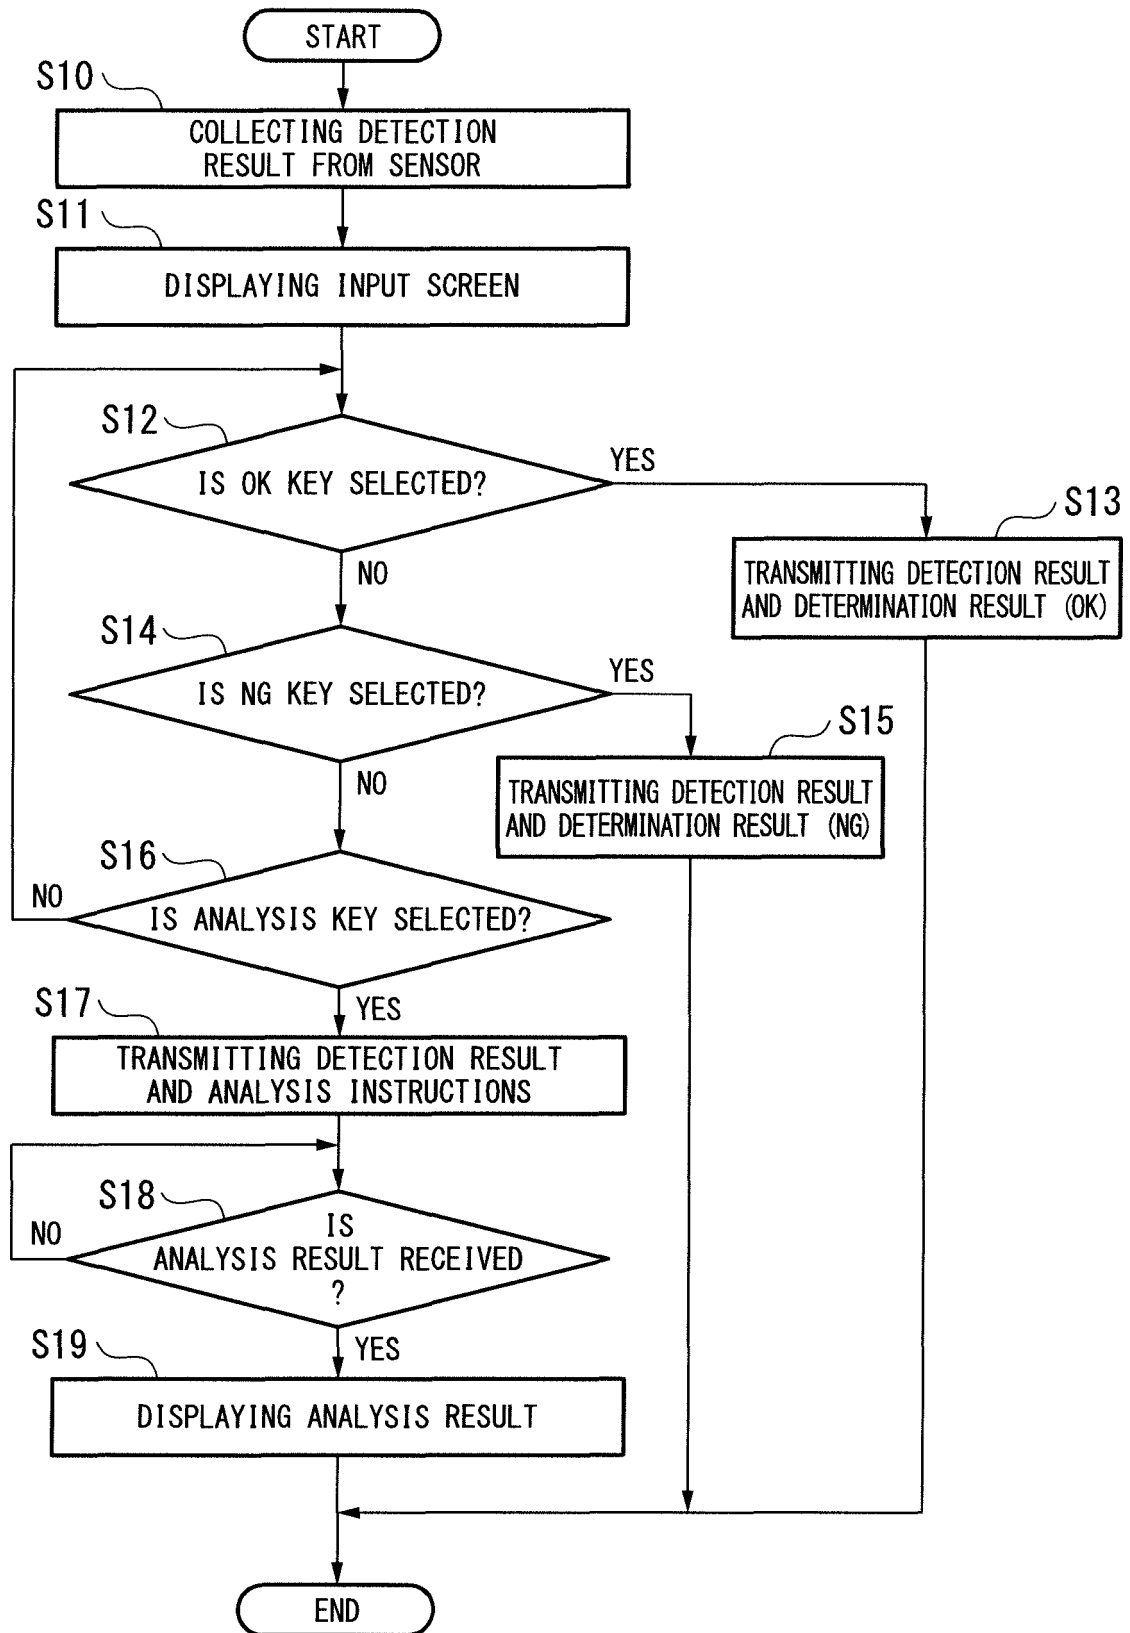 START
S10
COLLECTING DETECTION
RESULT FROM SENSOR
S11
DISPLAYING INPUT SCREEN
S12
IS OK KEY SELECTED?
YES
NO
S13
TRANSMITTING DETECTION RESULT
AND DETERMINATION RESULT (OK)
S14
IS NG KEY SELECTED?
YES
NO
S15
TRANSMITTING DETECTION RESULT
AND DETERMINATION RESULT (NG)
S16
NO
IS ANALYSIS KEY SELECTED?
YES
S17
TRANSMITTING DETECTION RESULT
AND ANALYSIS INSTRUCTIONS
S18
NO
IS
ANALYSIS RESULT RECEIVED
?
YES
S19
DISPLAYING ANALYSIS RESULT
END